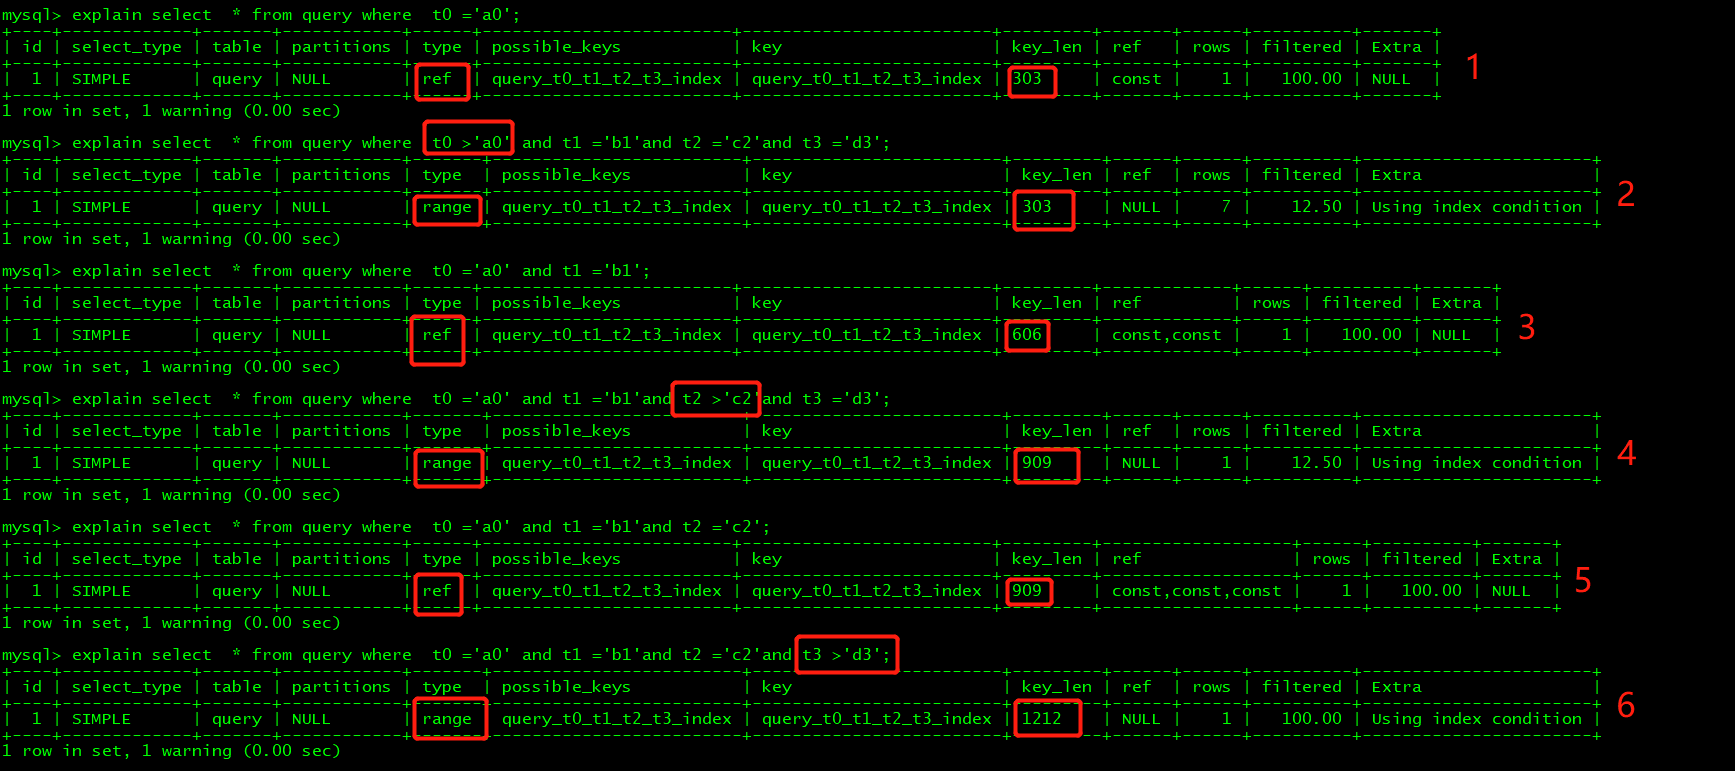 mysql> explain select  * from query where  t0 ='a0';
+----+-------------+-------+------------+------+-------------------------+-------------------------+---------+-------+------+----------+-------+
| id | select_type | table | partitions | type | possible_keys           | key                     | key_len | ref   | rows | filtered | Extra |
+----+-------------+-------+------------+------+-------------------------+-------------------------+---------+-------+------+----------+-------+
|  1 | SIMPLE      | query | NULL       | ref  | query_t0_t1_t2_t3_index | query_t0_t1_t2_t3_index | 303     | const |    1 |   100.00 | NULL  | 1
+----+-------------+-------+------------+------+-------------------------+-------------------------+---------+-------+------+----------+-------+
1 row in set, 1 warning (0.00 sec)
mysql> explain select  * from query where  t0 >'a0' and t1 ='b1'and t2 ='c2'and t3 ='d3';
+----+-------------+-------+------------+-------+-------------------------+-------------------------+---------+------+------+----------+-----------------------+
| id | select_type | table | partitions | type  | possible_keys           | key                     | key_len | ref  | rows | filtered | Extra                 |
+----+-------------+-------+------------+-------+-------------------------+-------------------------+---------+------+------+----------+-----------------------+
|  1 | SIMPLE      | query | NULL       | range | query_t0_t1_t2_t3_index | query_t0_t1_t2_t3_index | 303     | NULL |    7 |    12.50 | Using index condition | 2
+----+-------------+-------+------------+-------+-------------------------+-------------------------+---------+------+------+----------+-----------------------+
1 row in set, 1 warning (0.00 sec)
mysql> explain select  * from query where  t0 ='a0' and t1 ='b1';
+----+-------------+-------+------------+------+-------------------------+-------------------------+---------+-------------+------+----------+-------+
| id | select_type | table | partitions | type | possible_keys           | key                     | key_len | ref         | rows | filtered | Extra |
+----+-------------+-------+------------+------+-------------------------+-------------------------+---------+-------------+------+----------+-------+
|  1 | SIMPLE      | query | NULL       | ref  | query_t0_t1_t2_t3_index | query_t0_t1_t2_t3_index | 606     | const,const |    1 |   100.00 | NULL  | 3
+----+-------------+-------+------------+------+-------------------------+-------------------------+---------+-------------+------+----------+-------+
1 row in set, 1 warning (0.00 sec)
mysql> explain select  * from query where  t0 ='a0' and t1 ='b1'and t2 >'c2'and t3 ='d3';
+----+-------------+-------+------------+-------+-------------------------+-------------------------+---------+------+------+----------+-----------------------+
| id | select_type | table | partitions | type  | possible_keys           | key                     | key_len | ref  | rows | filtered | Extra                 |
+----+-------------+-------+------------+-------+-------------------------+-------------------------+---------+------+------+----------+-----------------------+
|  1 | SIMPLE      | query | NULL       | range | query_t0_t1_t2_t3_index | query_t0_t1_t2_t3_index | 909     | NULL |    1 |    12.50 | Using index condition | 4
+----+-------------+-------+------------+-------+-------------------------+-------------------------+---------+------+------+----------+-----------------------+
1 row in set, 1 warning (0.00 sec)
mysql> explain select  * from query where  t0 ='a0' and t1 ='b1'and t2 ='c2';
+----+-------------+-------+------------+------+-------------------------+-------------------------+---------+-------------------+------+----------+-------+
| id | select_type | table | partitions | type | possible_keys           | key                     | key_len | ref               | rows | filtered | Extra |
+----+-------------+-------+------------+------+-------------------------+-------------------------+---------+-------------------+------+----------+-------+
|  1 | SIMPLE      | query | NULL       | ref  | query_t0_t1_t2_t3_index | query_t0_t1_t2_t3_index | 909     | const,const,const |    1 |   100.00 | NULL  | 5
+----+-------------+-------+------------+------+-------------------------+-------------------------+---------+-------------------+------+----------+-------+
1 row in set, 1 warning (0.00 sec)
mysql> explain select  * from query where  t0 ='a0' and t1 ='b1'and t2 ='c2'and t3 >'d3';
+----+-------------+-------+------------+-------+-------------------------+-------------------------+---------+------+------+----------+-----------------------+
| id | select_type | table | partitions | type  | possible_keys           | key                     | key_len | ref  | rows | filtered | Extra                 |
+----+-------------+-------+------------+-------+-------------------------+-------------------------+---------+------+------+----------+-----------------------+
|  1 | SIMPLE      | query | NULL       | range | query_t0_t1_t2_t3_index | query_t0_t1_t2_t3_index | 1212    | NULL |    1 |   100.00 | Using index condition | 6
+----+-------------+-------+------------+-------+-------------------------+-------------------------+---------+------+------+----------+-----------------------+
1 row in set, 1 warning (0.00 sec)